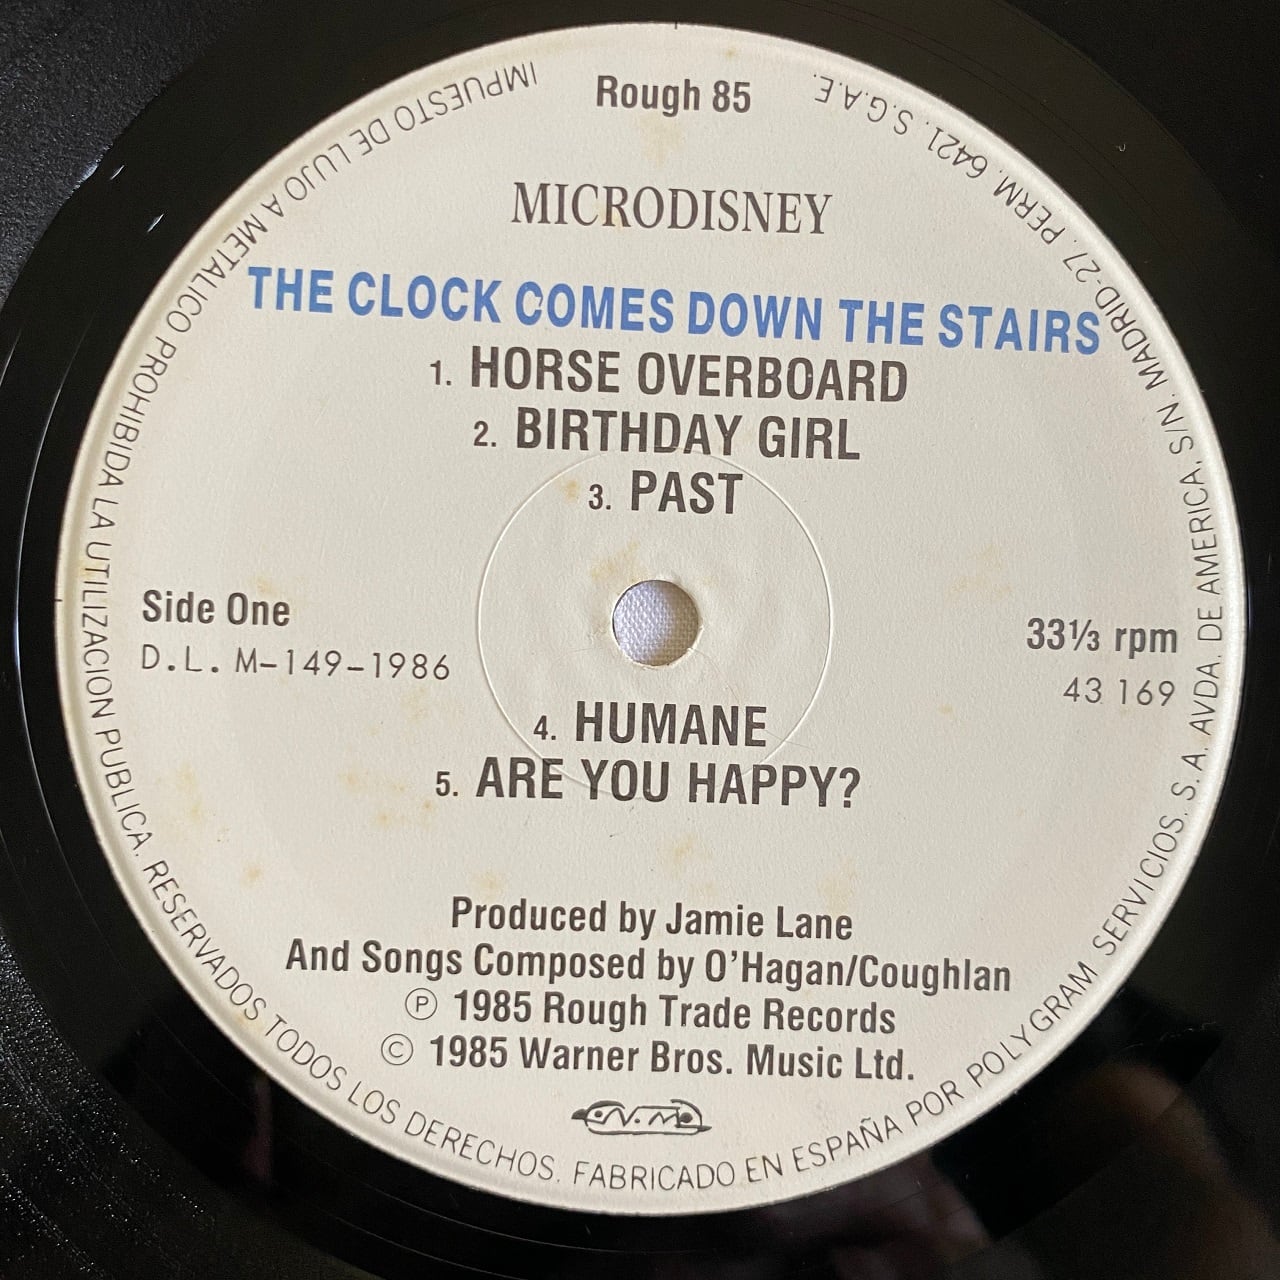 Rough 85
MICRODISNEY
THE CLOCK COMES DOWN THE STAIRS
1. HORSE OVERBOARD
2. BIRTHDAY GIRL
3. PAST
Side One
D.L. M-149-1986
33⅓ rpm
43 169
4. HUMANE
5. ARE YOU HAPPY?
Produced by Jamie Lane
And Songs Composed by O'Hagan/Coughlan
Ⓟ 1985 Rough Trade Records
© 1985 Warner Bros. Music Ltd.
N.M.
IMPUESTO DE LUJO A METALICO PROHIBIDA LA UTILIZACION PUBLICA. RESERVADOS TODOS LOS DERECHOS. FABRICADO EN ESPAÑA POR POLYGRAM SERVICIOS. S. A. AVDA. DE AMERICA, S/N. MADRID-27. PERM. 6421. S.G.A.E.